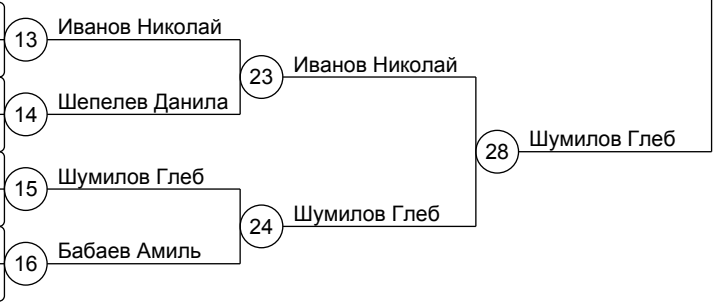 13 Иванов Николай
23 Иванов Николай
14 Шепелев Данила
28 Шумилов Глеб
15 Шумилов Глеб
24 Шумилов Глеб
16 Бабаев Амиль